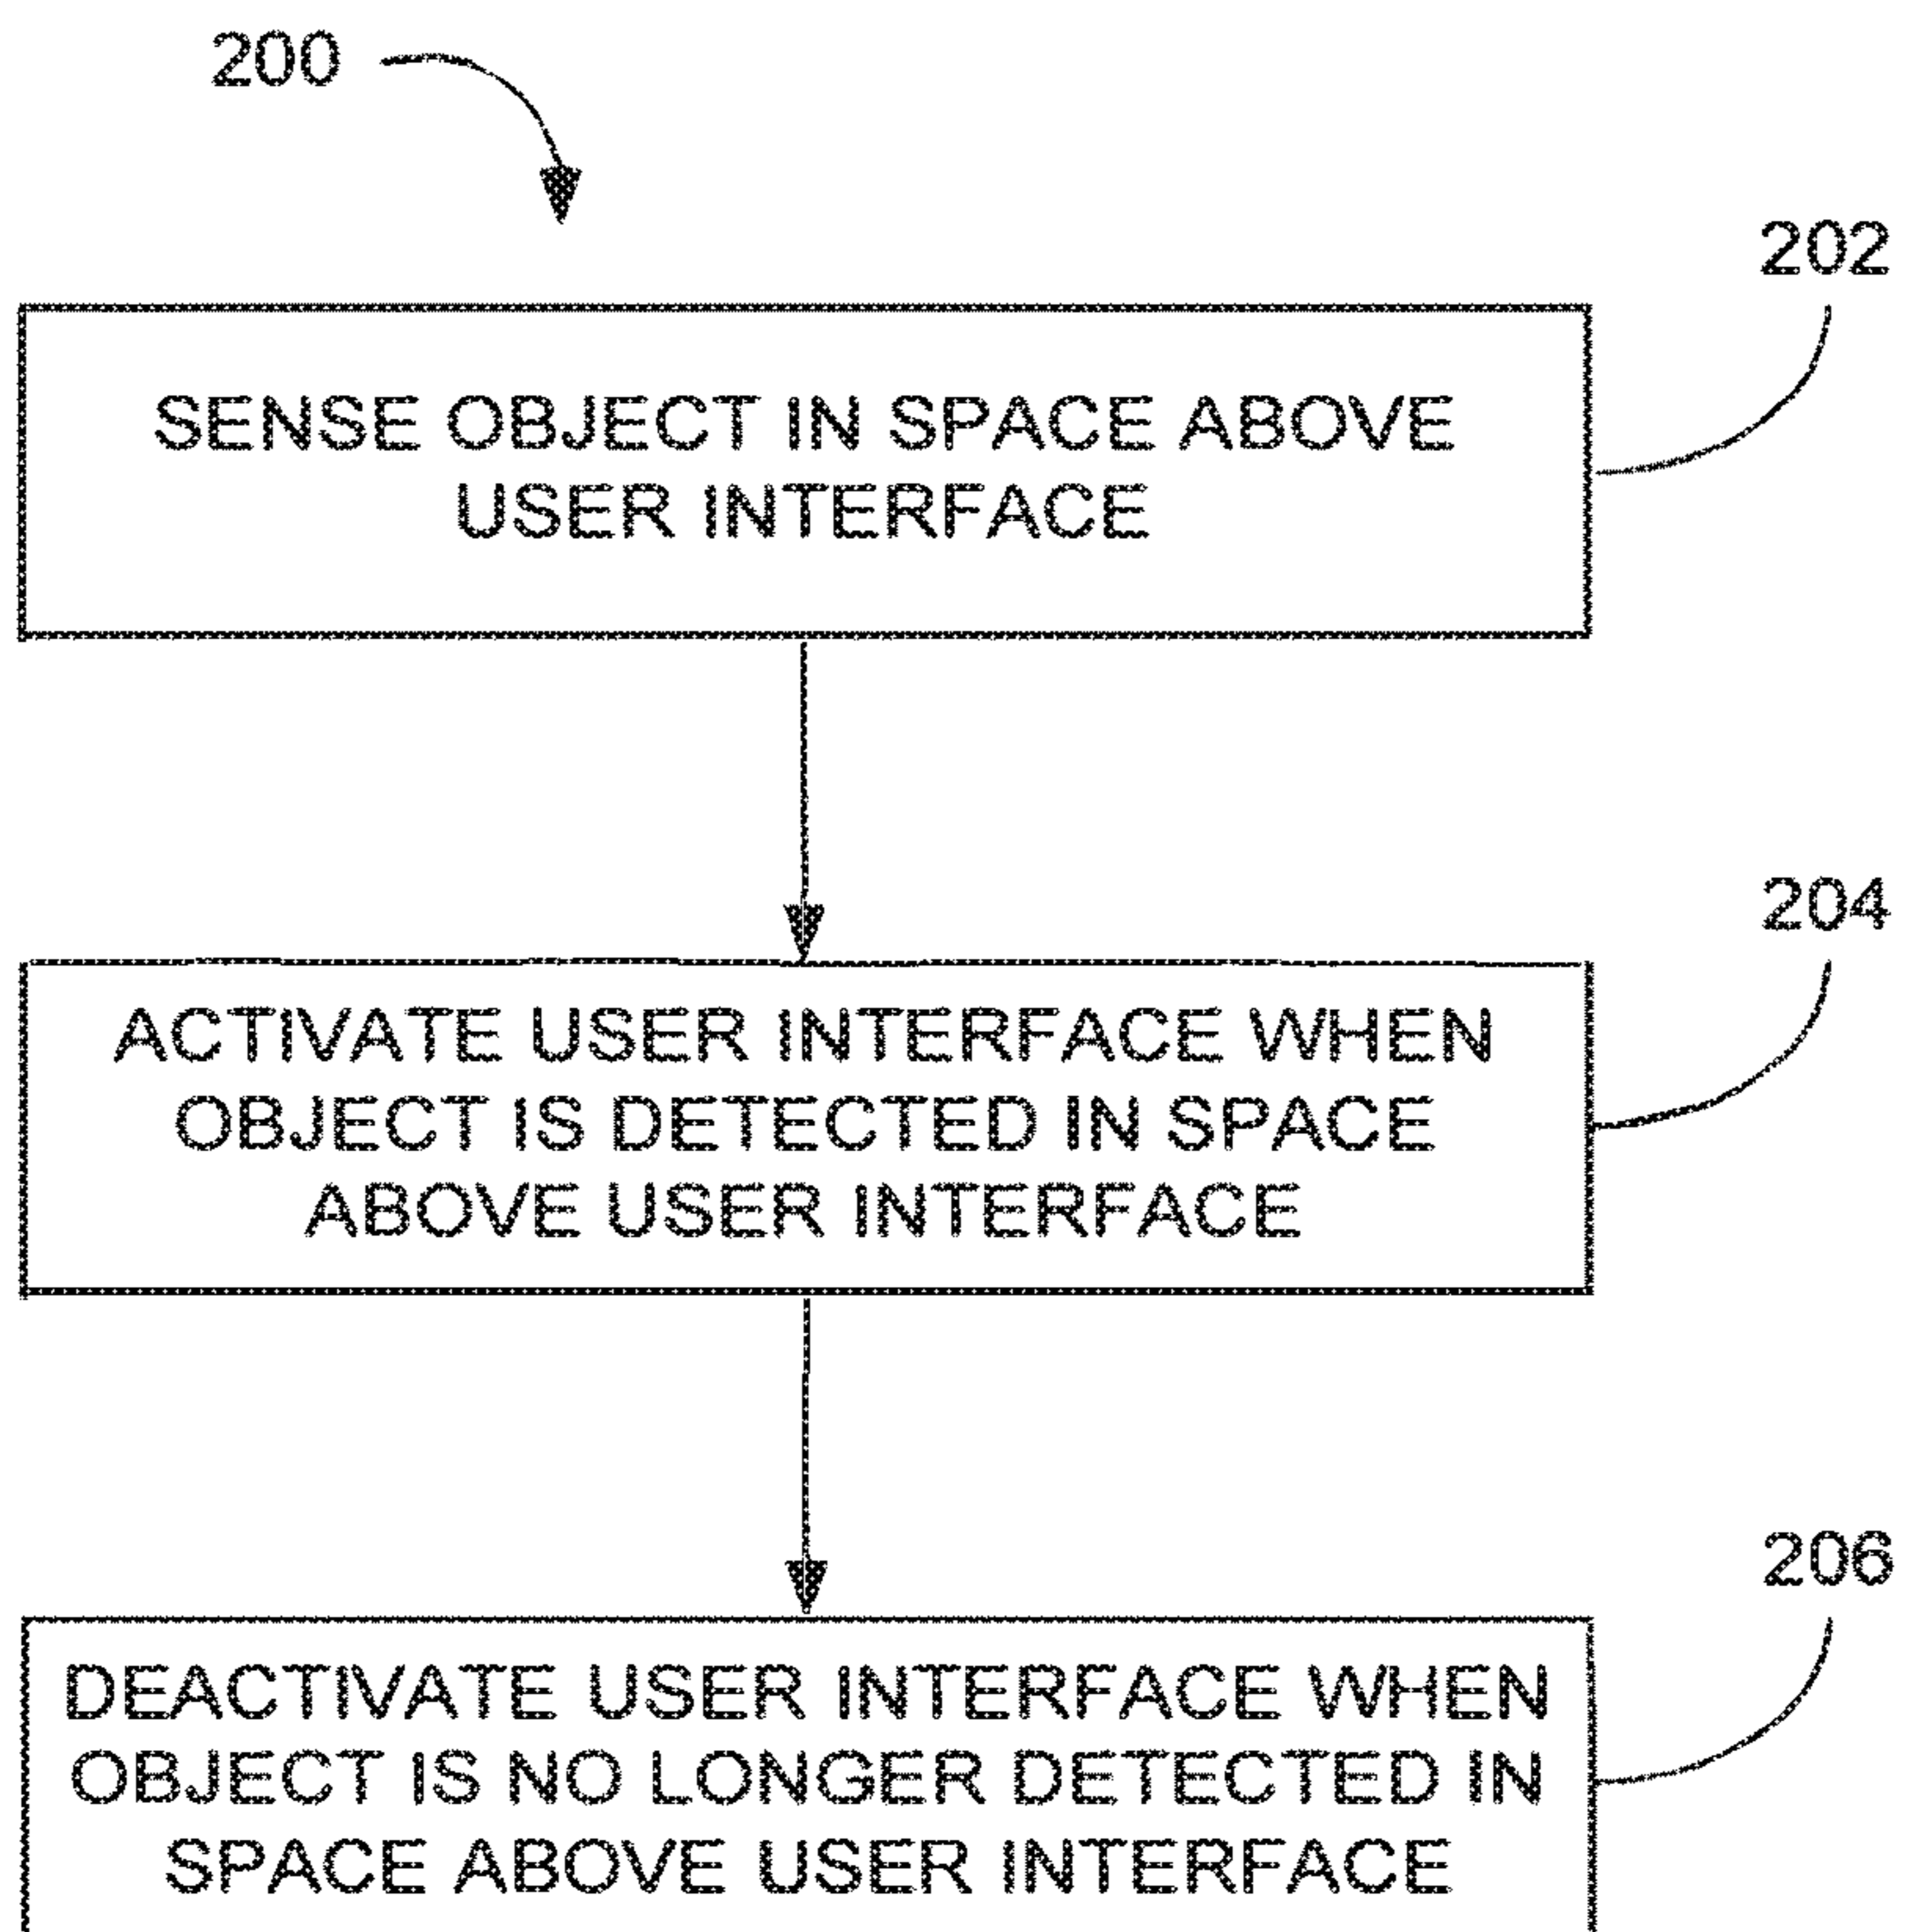 200
202
SENSE OBJECT IN SPACE ABOVE
USER INTERFACE
204
ACTIVATE USER INTERFACE WHEN
OBJECT IS DETECTED IN SPACE
ABOVE USER INTERFACE
206
DEACTIVATE USER INTERFACE WHEN
OBJECT IS NO LONGER DETECTED IN
SPACE ABOVE USER INTERFACE